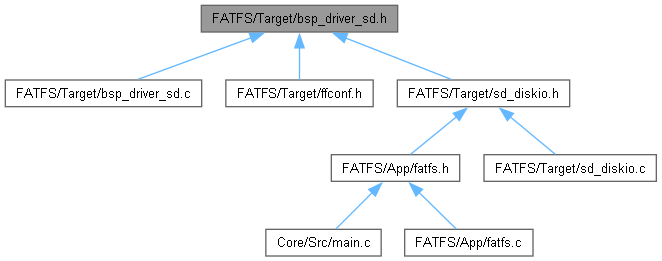 FATFS/Target/bsp_driver_sd.h
FATFS/Target/bsp_driver_sd.c
FATFS/Target/ffconf.h
FATFS/Target/sd_diskio.h
FATFS/App/fatfs.h
FATFS/Target/sd_diskio.c
Core/Src/main.c
FATFS/App/fatfs.c